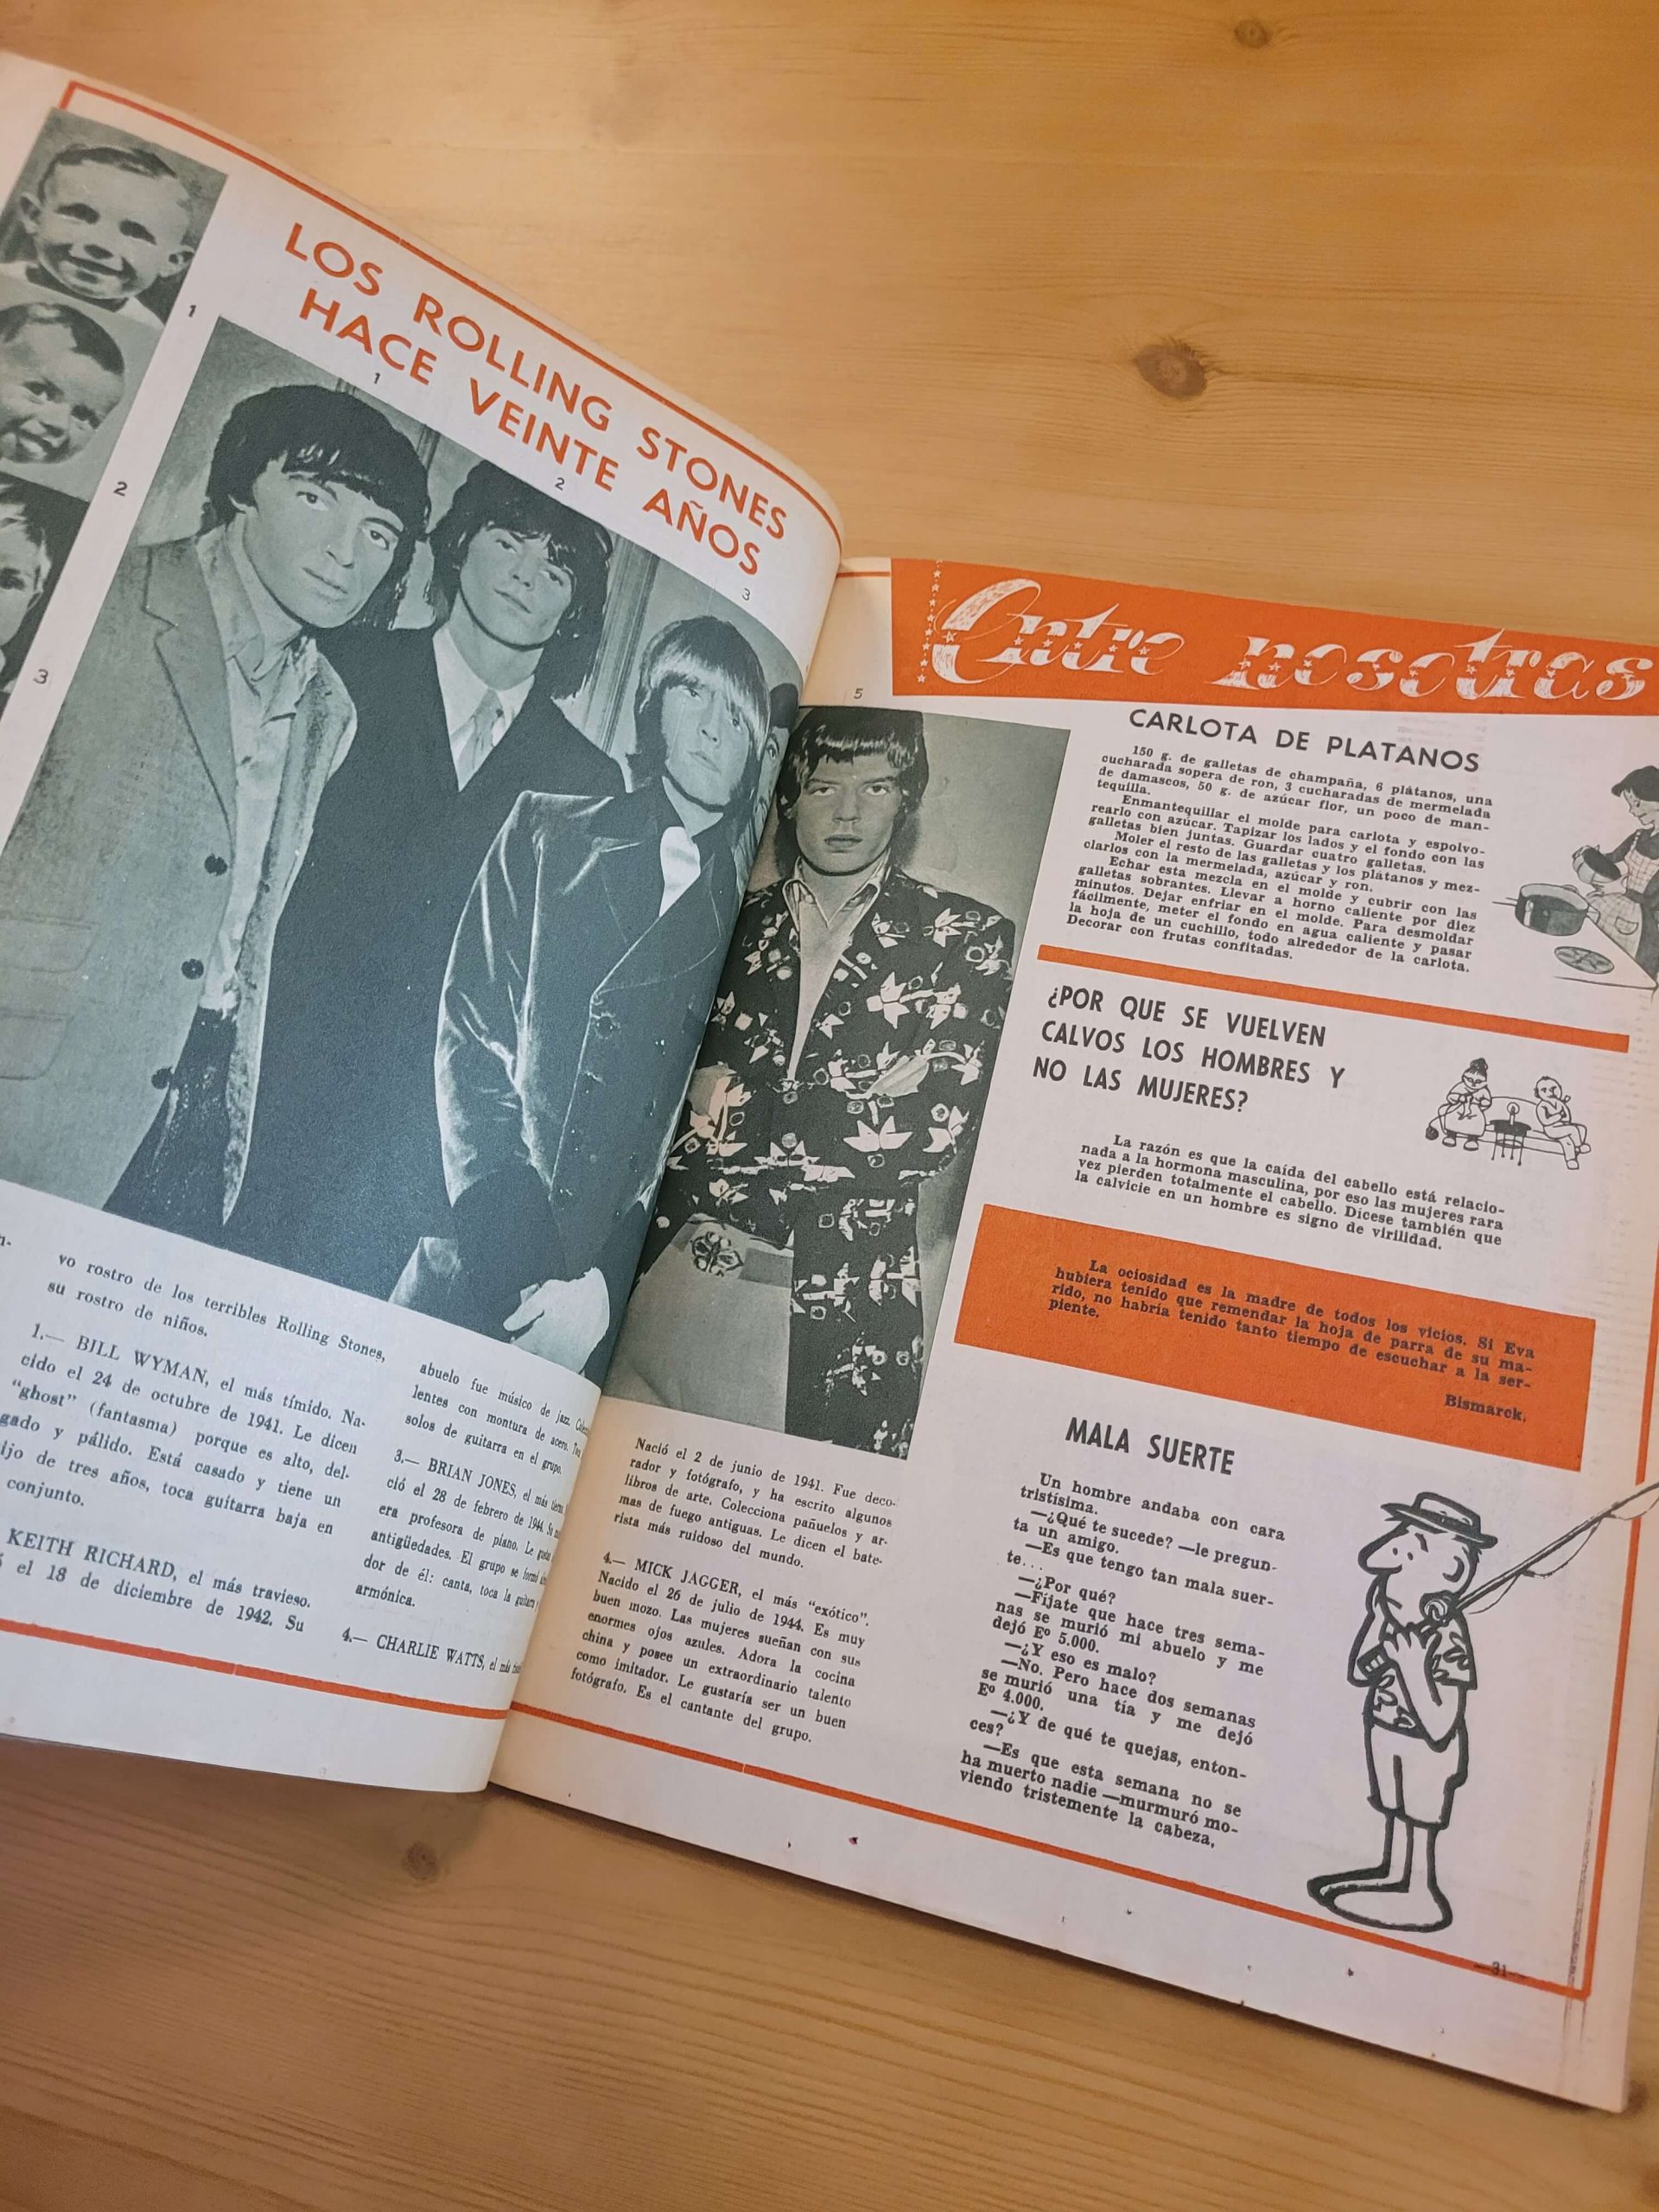 LOS ROLLING STONES
HACE VEINTE AÑOS
1
2
3
1
2
3
vo rostro de los terribles Rolling Stones,
su rostro de niños.
1.— BILL WYMAN, el más tímido. Na-
cido el 24 de octubre de 1941. Le dicen
"ghost" (fantasma) porque es alto, del-
gado y pálido. Está casado y tiene un
ijo de tres años, toca guitarra baja en
conjunto.
KEITH RICHARD, el más travieso.
el 18 de diciembre de 1942. Su
abuelo fue músico de jazz.
lentes con montura de acero.
solos de guitarra en el grupo.
3.— BRIAN JONES, el más
ció el 28 de febrero de 1944.
era profesora de piano. Le
antigüedades. El grupo se formó
dor de él: canta, toca la guitarra
armónica.
4.— CHARLIE WATTS, el más
5
Nació el 2 de junio de 1941. Fue deco-
rador y fotógrafo, y ha escrito algunos
libros de arte. Colecciona pañuelos y ar-
mas de fuego antiguas. Le dicen el bate-
rista más ruidoso del mundo.
4.— MICK JAGGER, el más "exótico".
Nacido el 26 de julio de 1944. Es muy
buen mozo. Las mujeres sueñan con sus
enormes ojos azules. Adora la cocina
china y posee un extraordinario talento
como imitador. Le gustaría ser un buen
fotógrafo. Es el cantante del grupo.
Entre nosotras
CARLOTA DE PLATANOS
150 g. de galletas de champaña, 6 plátanos, una
cucharada sopera de ron, 3 cucharadas de mermelada
de damascos, 50 g. de azúcar flor, un poco de man-
tequilla.
Enmantequillar el molde para carlota y espolvo-
rearlo con azúcar. Tapizar los lados y el fondo con las
galletas bien juntas. Guardar cuatro galletas.
Moler el resto de las galletas y los plátanos y mez-
clarlos con la mermelada, azúcar y ron.
Echar esta mezcla en el molde y cubrir con las
galletas sobrantes. Llevar a horno caliente por diez
minutos. Dejar enfriar en el molde. Para desmoldar
fácilmente, meter el fondo en agua caliente y pasar
la hoja de un cuchillo, todo alrededor de la carlota.
Decorar con frutas confitadas.
¿POR QUE SE VUELVEN
CALVOS LOS HOMBRES Y
NO LAS MUJERES?
La razón es que la caída del cabello está relacio-
nada a la hormona masculina, por eso las mujeres rara
vez pierden totalmente el cabello. Dícese también que
la calvicie en un hombre es signo de virilidad.
La ociosidad es la madre de todos los vicios. Si Eva
hubiera tenido que remendar la hoja de parra de su ma-
rido, no habría tenido tanto tiempo de escuchar a la ser-
piente.
Bismarck.
MALA SUERTE
Un hombre andaba con cara
tristísima.
—¿Qué te sucede? —le pregun-
ta un amigo.
—Es que tengo tan mala suer-
te...
—¿Por qué?
—Fíjate que hace tres sema-
nas se murió mi abuelo y me
dejó Eº 5.000.
—¿Y eso es malo?
—No. Pero hace dos semanas
se murió una tía y me dejó
Eº 4.000.
—¿Y de qué te quejas, enton-
ces?
—Es que esta semana no se
ha muerto nadie —murmuró mo-
viendo tristemente la cabeza.
—31—